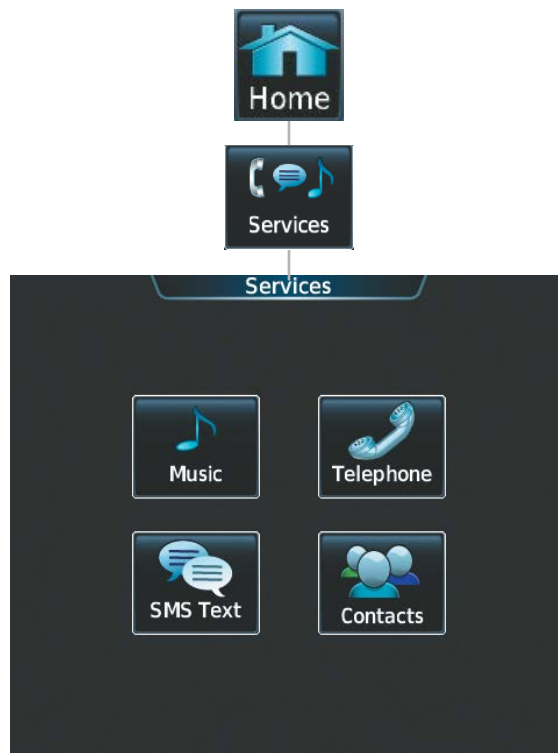 Home
Services
Services
Music
Telephone
SMS Text
Contacts